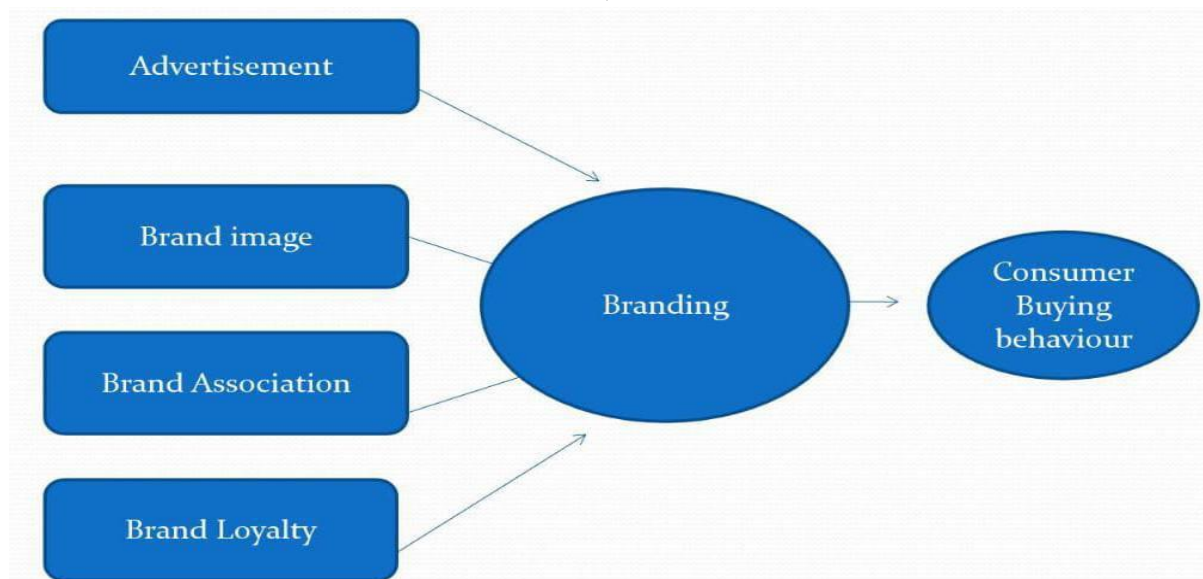 Advertisement
Brand image
Brand Association
Brand Loyalty
Branding
Consumer
Buying
behaviour